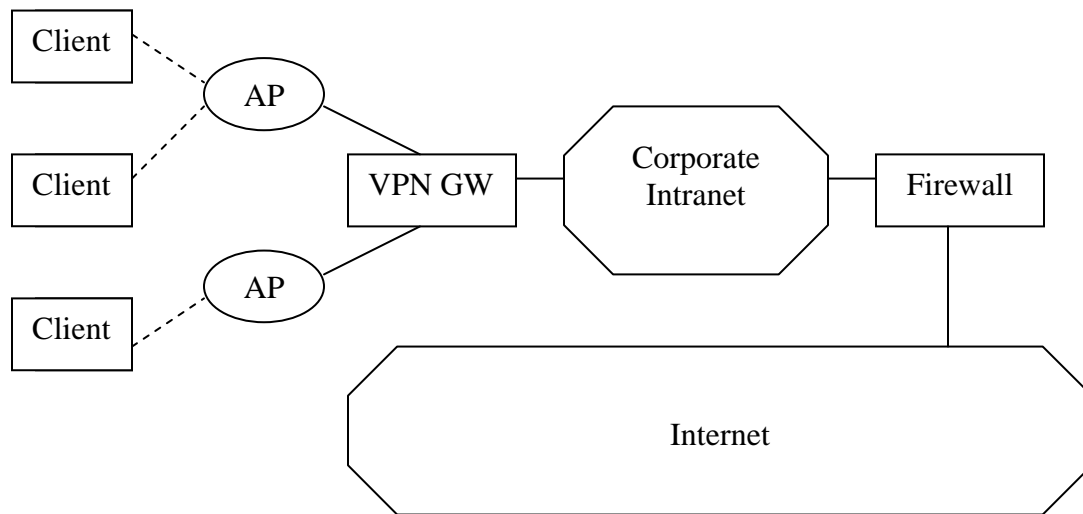 Client
AP
Client
VPN GW
Corporate
Intranet
Firewall
AP
Client
Internet